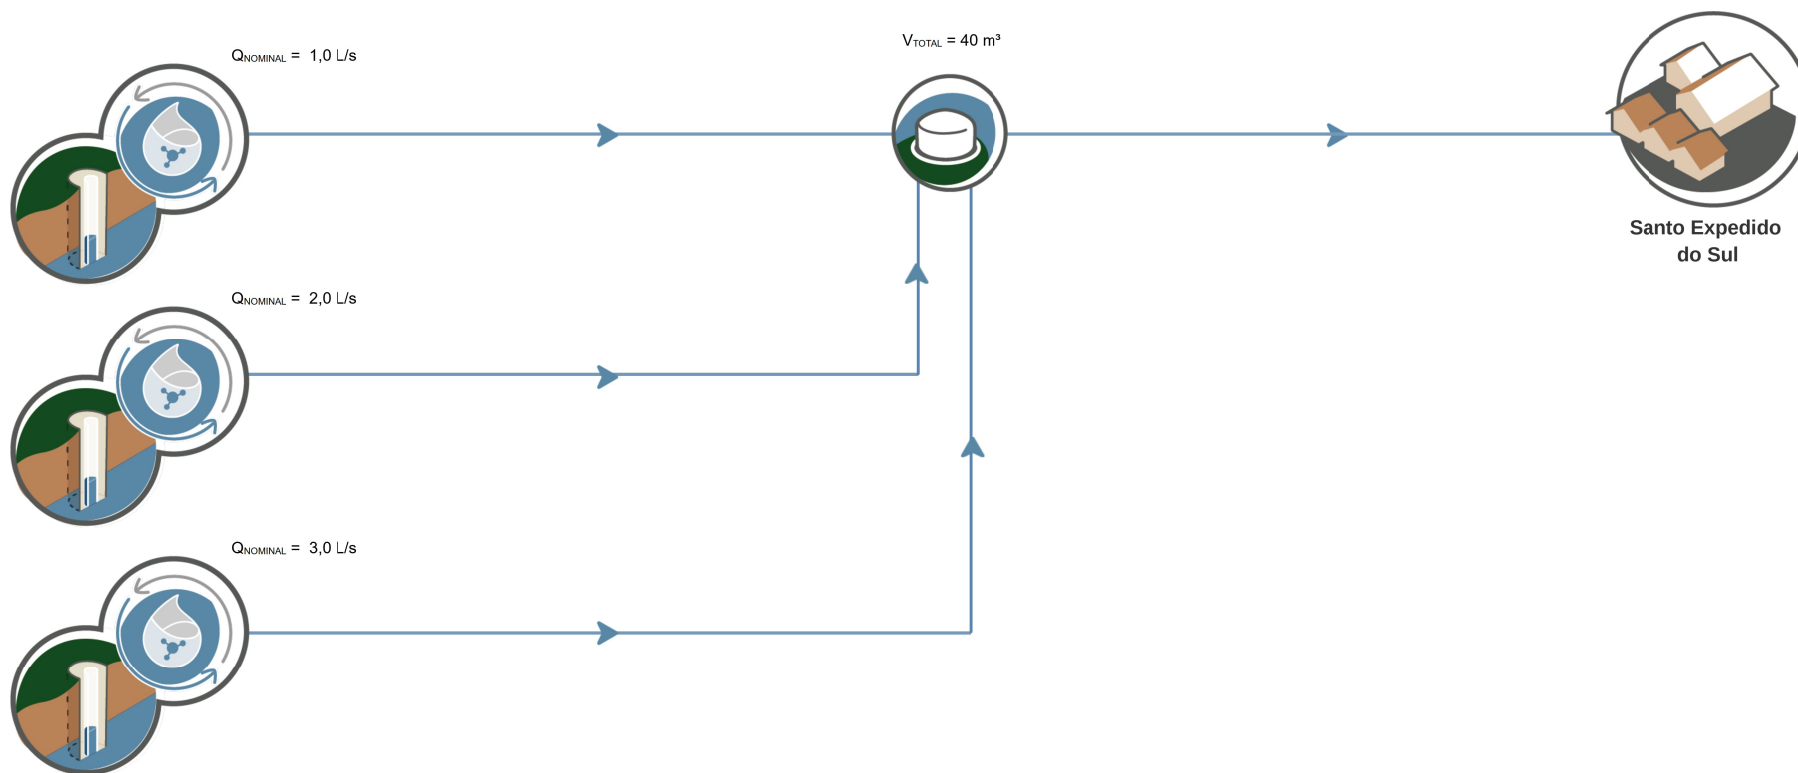 QNOMINAL = 1,0 L/s
VTOTAL = 40 m³
Santo Expedido
do Sul
QNOMINAL = 2,0 L/s
QNOMINAL = 3,0 L/s